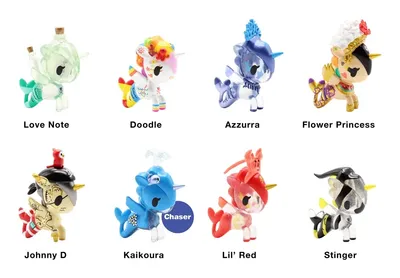 Love Note
Doodle
Azzurra
Flower Princess
Johnny D
Kaikoura
Chaser
Lil' Red
Stinger